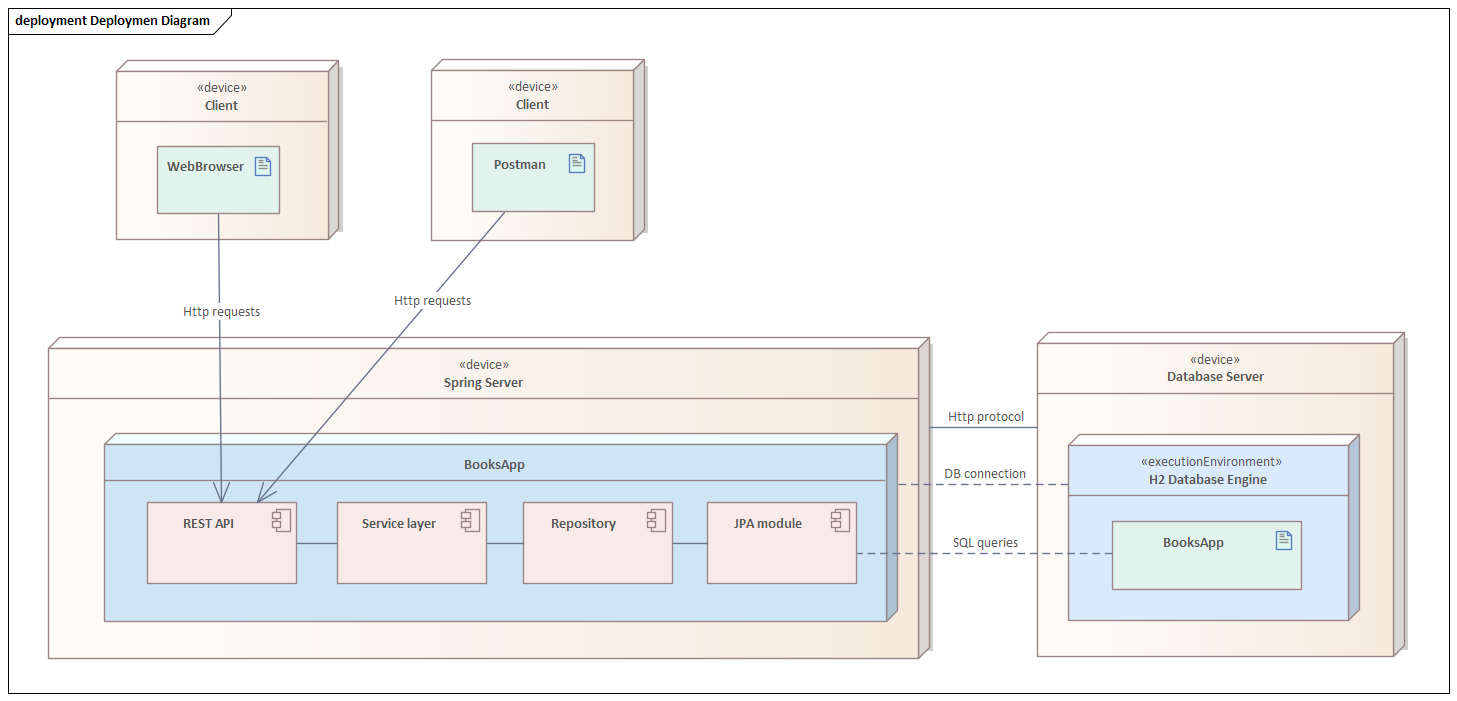 deployment Deploymen Diagram
«device»
Client
WebBrowser
«device»
Client
Postman
Http requests
Http requests
«device»
Spring Server
BooksApp
REST API
Service layer
Repository
JPA module
Http protocol
DB connection
SQL queries
«device»
Database Server
«executionEnvironment»
H2 Database Engine
BooksApp